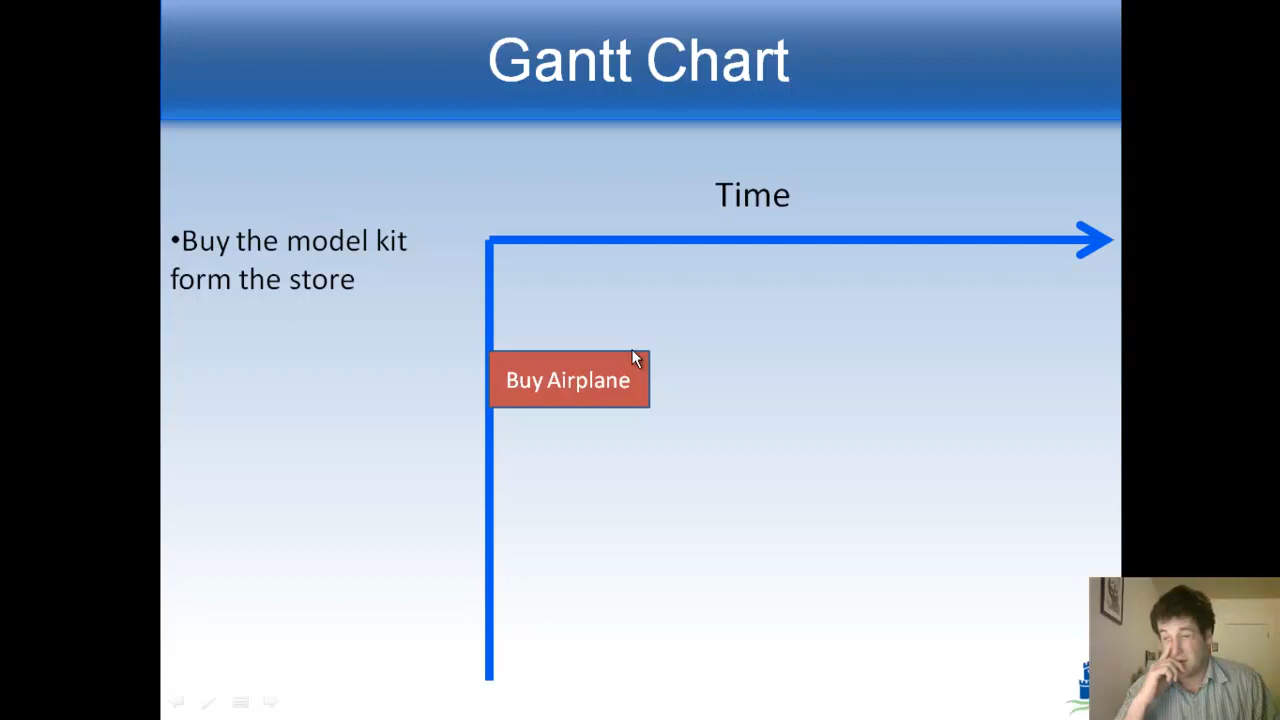 Gantt Chart
Time
•Buy the model kit
form the store
Buy Airplane